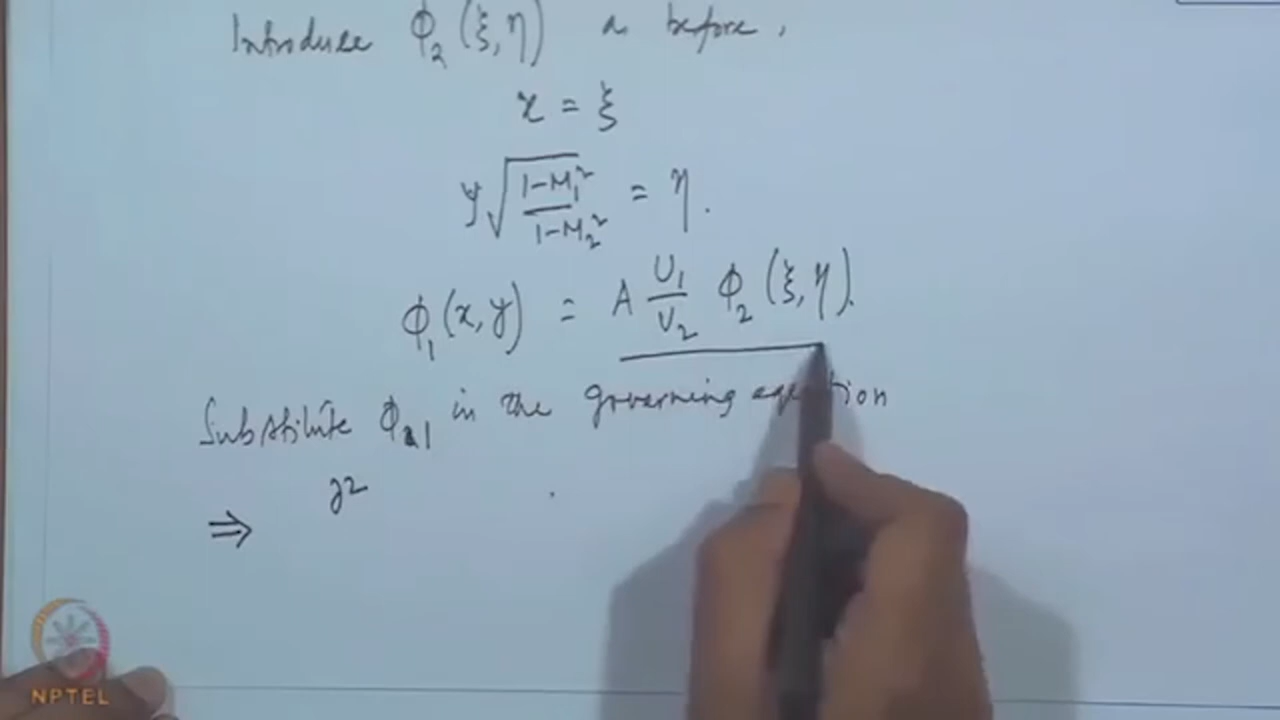 Introduce ϕ₂ (ξ, η) as before,
x = ξ
y √((1-M₁²)/(1-M₂²)) = η.
ϕ₁(x, y) = A U₁/U₂ ϕ₂ (ξ, η).
Substitute ϕ₁ in the governing equation
⇒ ∂²
NPTEL